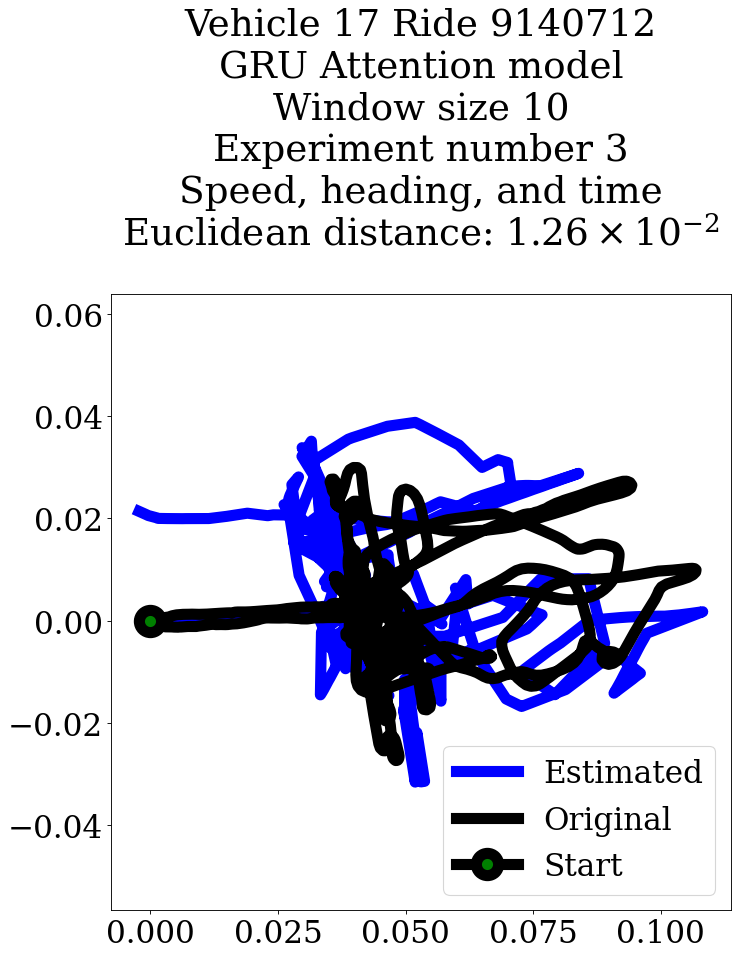 Vehicle 17 Ride 9140712
GRU Attention model
Window size 10
Experiment number 3
Speed, heading, and time
Euclidean distance: 1.26 × 10⁻²
0.06
0.04
0.02
0.00
−0.02
−0.04
Estimated
Original
Start
0.000 0.025 0.050 0.075 0.100